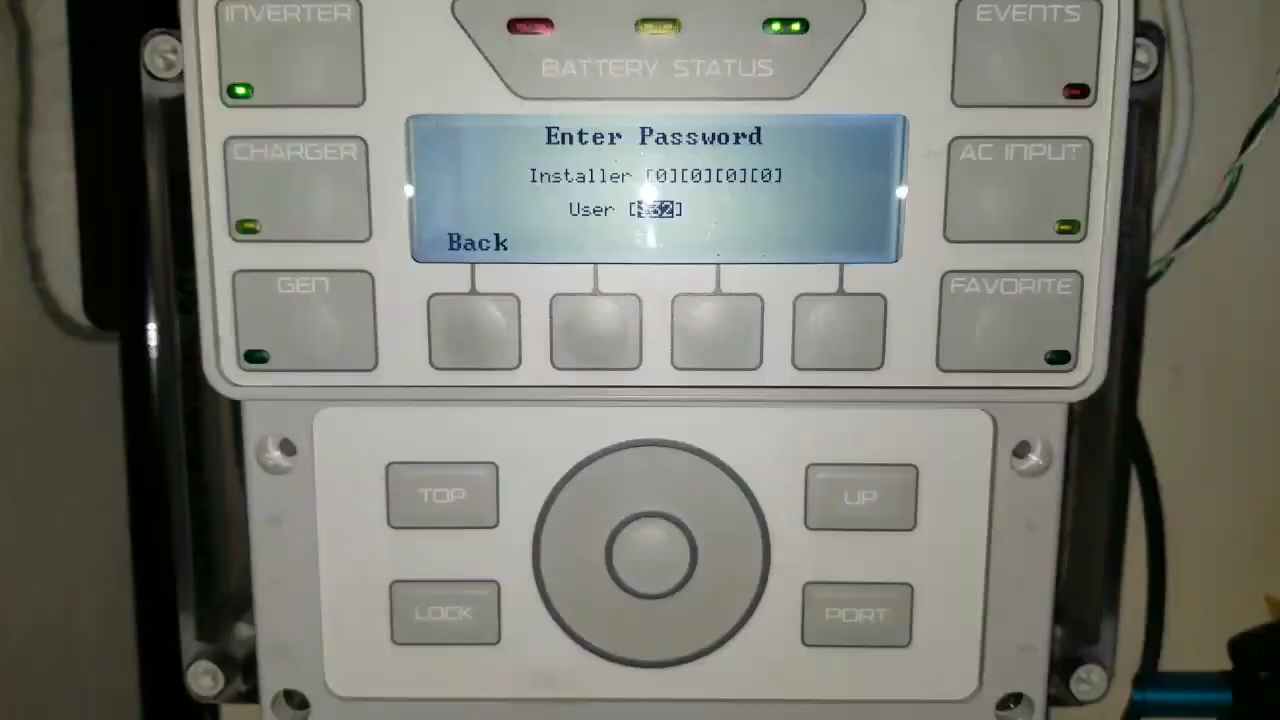 INVERTER
EVENTS
BATTERY STATUS
CHARGER
AC INPUT
Enter Password
Installer [0][0][0][0]
User
Back
GEN
FAVORITE
TOP
UP
LOCK
PORT